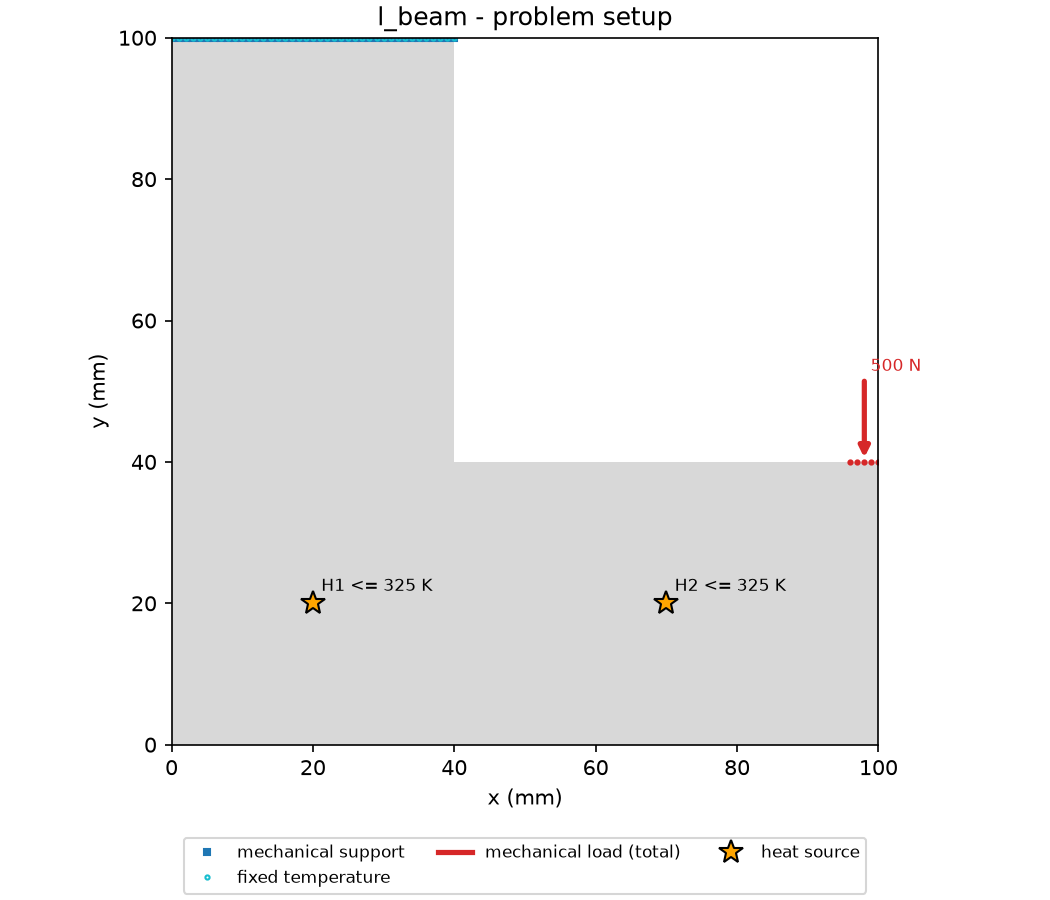 l_beam - problem setup
100
80
60
40
20
0
y (mm)
500 N
H1 <= 325 K
H2 <= 325 K
0
20
40
60
80
100
x (mm)
mechanical support
mechanical load (total)
heat source
fixed temperature